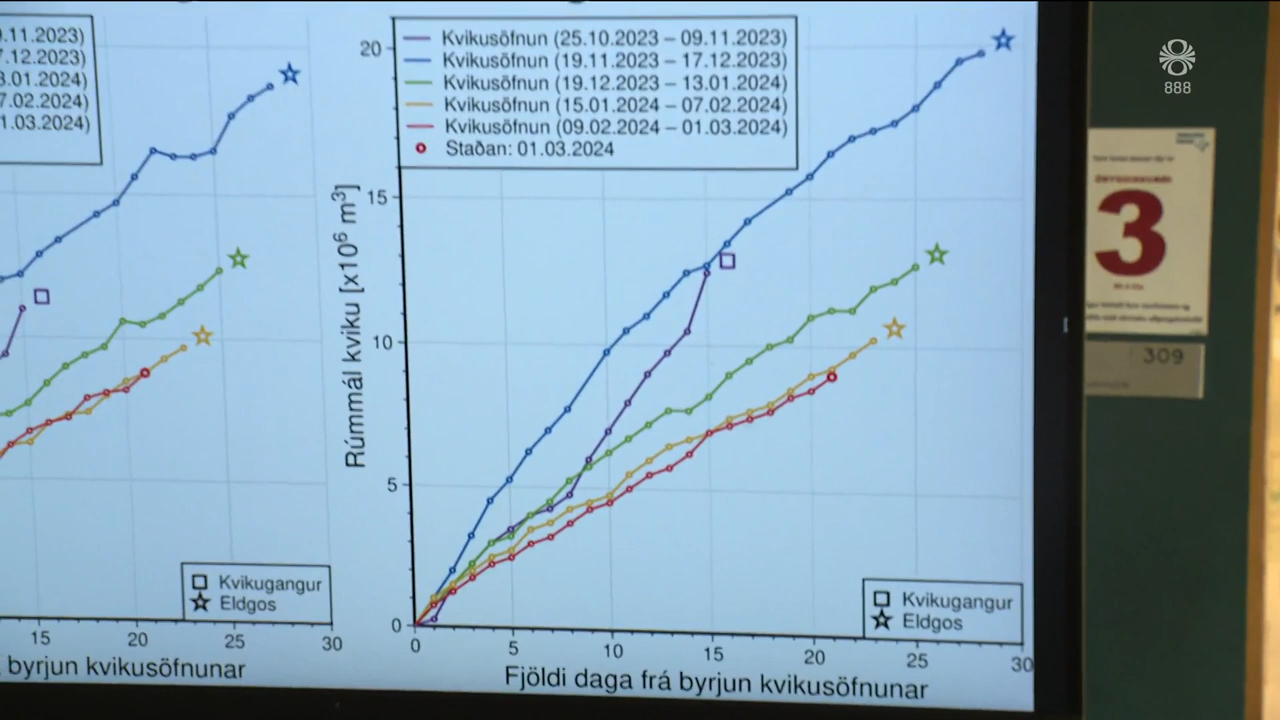 9.11.2023)
7.12.2023)
3.01.2024)
7.02.2024)
1.03.2024)
15
20
25
30
byrjun kvikusöfnunar
Kvikugangur
Eldgos
Kvikusöfnun (25.10.2023 – 09.11.2023)
Kvikusöfnun (19.11.2023 – 17.12.2023)
Kvikusöfnun (19.12.2023 – 13.01.2024)
Kvikusöfnun (15.01.2024 – 07.02.2024)
Kvikusöfnun (09.02.2024 – 01.03.2024)
Staðan: 01.03.2024
Rúmmál kviku [x10⁶ m³]
20
15
10
5
0
0
5
10
15
20
25
30
Fjöldi daga frá byrjun kvikusöfnunar
Kvikugangur
Eldgos
888
3
309